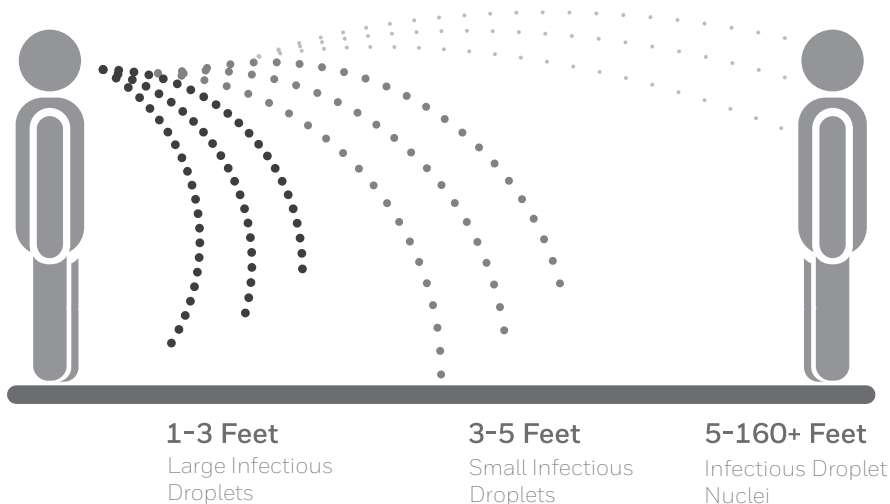 1-3 Feet
Large Infectious
Droplets
3-5 Feet
Small Infectious
Droplets
5-160+ Feet
Infectious Droplet
Nuclei